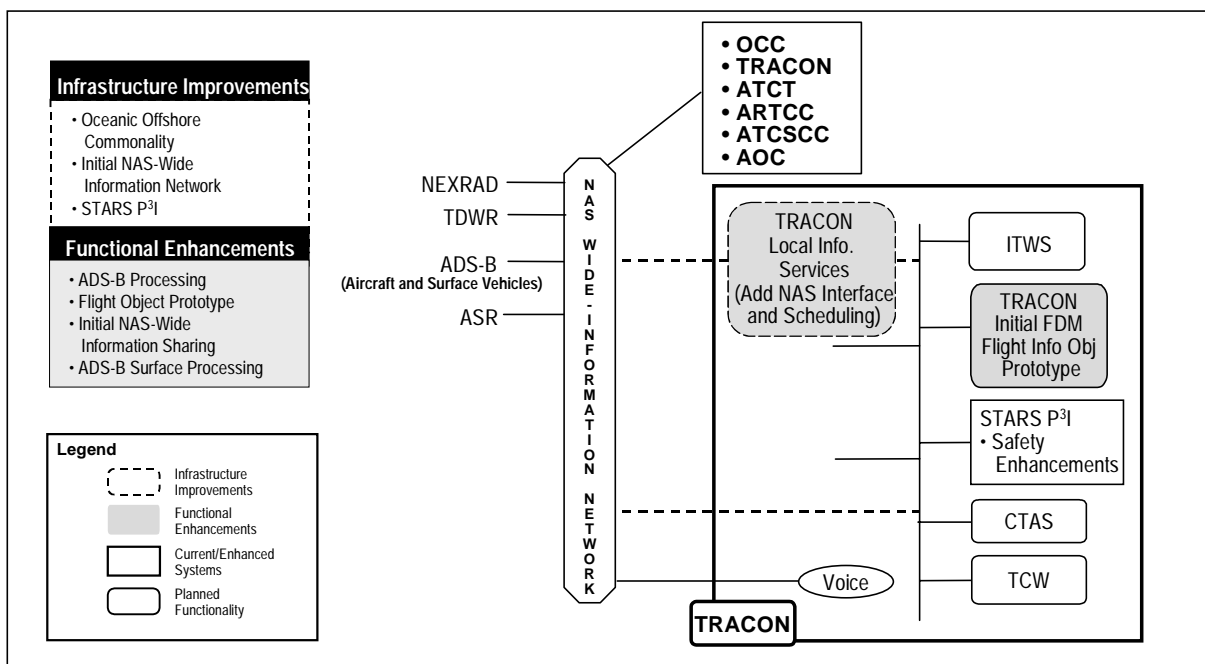 Infrastructure Improvements
• Oceanic Offshore
Commonality
• Initial NAS-Wide
Information Network
• STARS P³I
Functional Enhancements
• ADS-B Processing
• Flight Object Prototype
• Initial NAS-Wide
Information Sharing
• ADS-B Surface Processing
Legend
Infrastructure
Improvements
Functional
Enhancements
Current/Enhanced
Systems
Planned
Functionality
NEXRAD
TDWR
ADS-B
(Aircraft and Surface Vehicles)
ASR
NAS WIDE-INFORMATION NETWORK
• OCC
• TRACON
• ATCT
• ARTCC
• ATCSCC
• AOC
TRACON
Local Info.
Services
(Add NAS Interface
and Scheduling)
ITWS
TRACON
Initial FDM
Flight Info Obj
Prototype
STARS P³I
• Safety
Enhancements
CTAS
TCW
Voice
TRACON